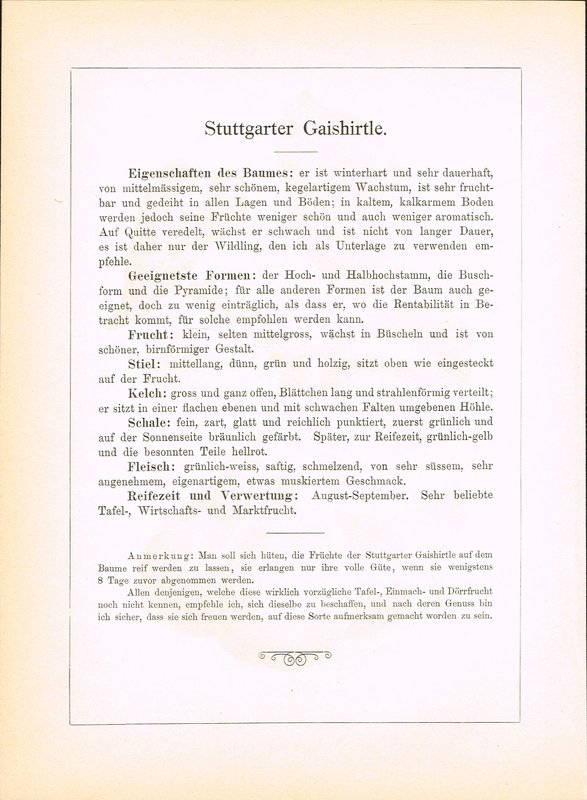 Stuttgarter Gaishirtle.
Eigenschaften des Baumes: er ist winterhart und sehr dauerhaft,
von mittelmässigem, sehr schönem, kegelartigem Wachstum, ist sehr frucht-
bar und gedeiht in allen Lagen und Böden; in kaltem, kalkarmem Boden
werden jedoch seine Früchte weniger schön und auch weniger aromatisch.
Auf Quitte veredelt, wächst er schwach und ist nicht von langer Dauer,
es ist daher nur der Wildling, den ich als Unterlage zu verwenden em-
pfehle.
Geeignetste Formen: der Hoch- und Halbhochstamm, die Busch-
form und die Pyramide; für alle anderen Formen ist der Baum auch ge-
eignet, doch zu wenig einträglich, als dass er, wo die Rentabilität in Be-
tracht kommt, für solche empfohlen werden kann.
Frucht: klein, selten mittelgross, wächst in Büscheln und ist von
schöner, birnförmiger Gestalt.
Stiel: mittellang, dünn, grün und holzig, sitzt oben wie eingesteckt
auf der Frucht.
Kelch: gross und ganz offen, Blättchen lang und strahlenförmig verteilt;
er sitzt in einer flachen ebenen und mit schwachen Falten umgebenen Höhle.
Schale: fein, zart, glatt und reichlich punktiert, zuerst grünlich und
auf der Sonnenseite bräunlich gefärbt. Später, zur Reifezeit, grünlich-gelb
und die besonnten Teile hellrot.
Fleisch: grünlich-weiss, saftig, schmelzend, von sehr süssem, sehr
angenehmem, eigenartigem, etwas muskiertem Geschmack.
Reifezeit und Verwertung: August-September. Sehr beliebte
Tafel-, Wirtschafts- und Marktfrucht.
Anmerkung: Man soll sich hüten, die Früchte der Stuttgarter Gaishirtle auf dem
Baume reif werden zu lassen, sie erlangen nur ihre volle Güte, wenn sie wenigstens
8 Tage zuvor abgenommen werden.
Allen denjenigen, welche diese wirklich vorzügliche Tafel-, Einmach- und Dörrfrucht
noch nicht kennen, empfehle ich, sich dieselbe zu beschaffen, und nach deren Genuss bin
ich sicher, dass sie sich freuen werden, auf diese Sorte aufmerksam gemacht worden zu sein.